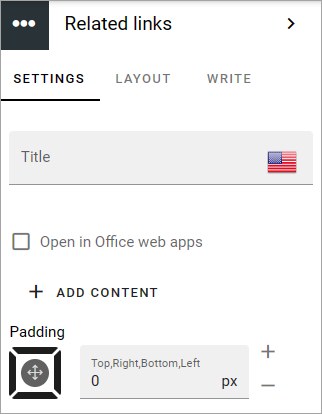 Related links
SETTINGS LAYOUT WRITE
Title
Open in Office web apps
+ ADD CONTENT
Padding
Top,Right,Bottom,Left
0 px